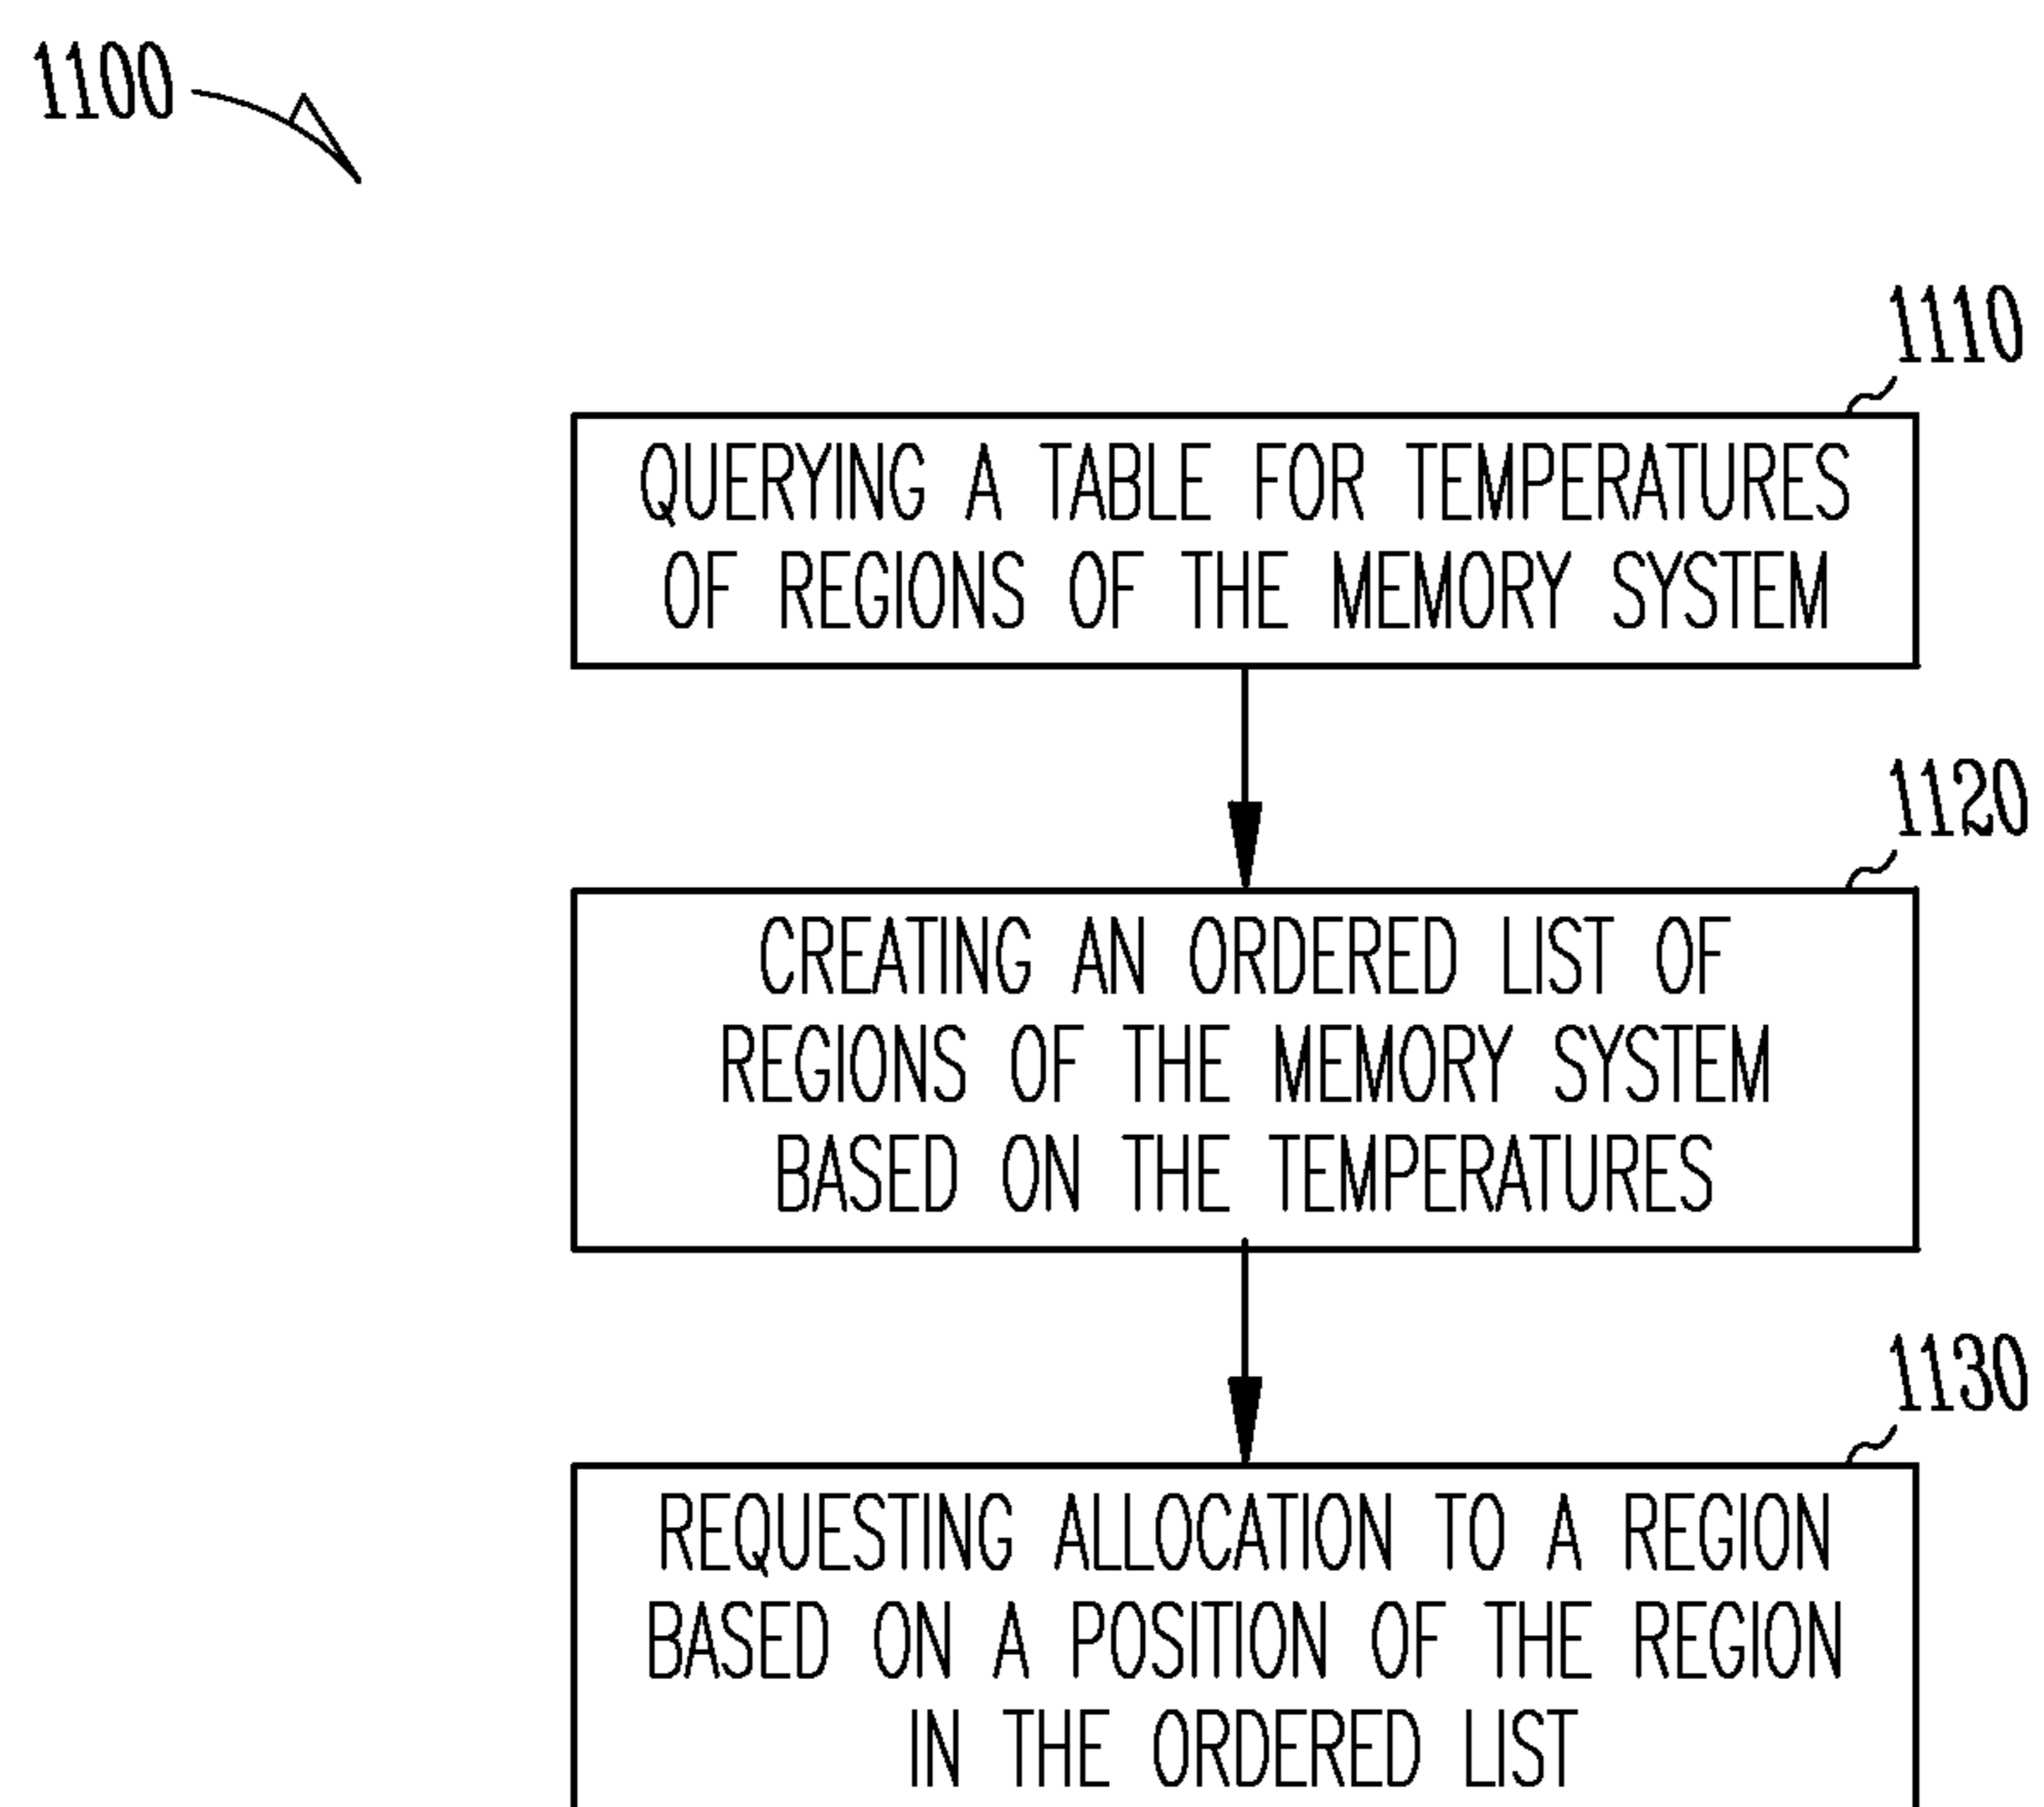 1100
1110
QUERYING A TABLE FOR TEMPERATURES
OF REGIONS OF THE MEMORY SYSTEM
1120
CREATING AN ORDERED LIST OF
REGIONS OF THE MEMORY SYSTEM
BASED ON THE TEMPERATURES
1130
REQUESTING ALLOCATION TO A REGION
BASED ON A POSITION OF THE REGION
IN THE ORDERED LIST